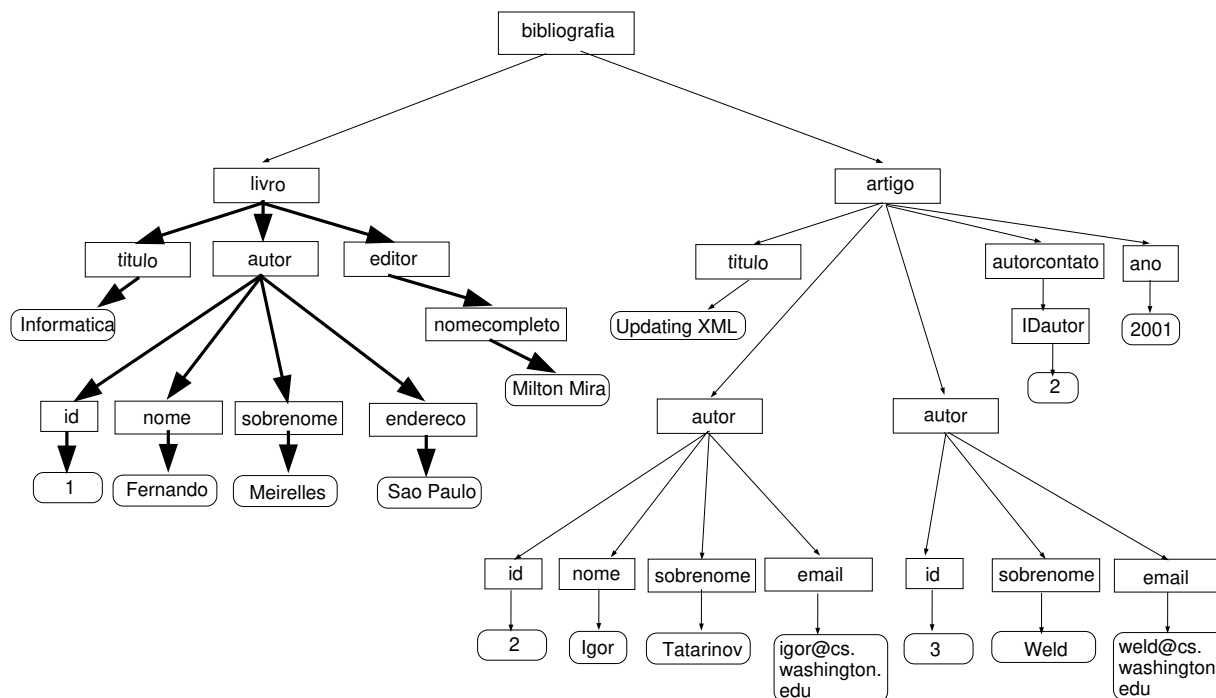 bibliografia
livro
artigo
titulo
autor
editor
titulo
autorcontato
ano
Informatica
nomecompleto
Updating XML
IDautor
2001
Milton Mira
2
id
nome
sobrenome
endereco
autor
autor
1
Fernando
Meirelles
Sao Paulo
id
nome
sobrenome
email
id
sobrenome
email
2
Igor
Tatarinov
igor@cs.
washington.
edu
3
Weld
weld@cs.
washington.
edu